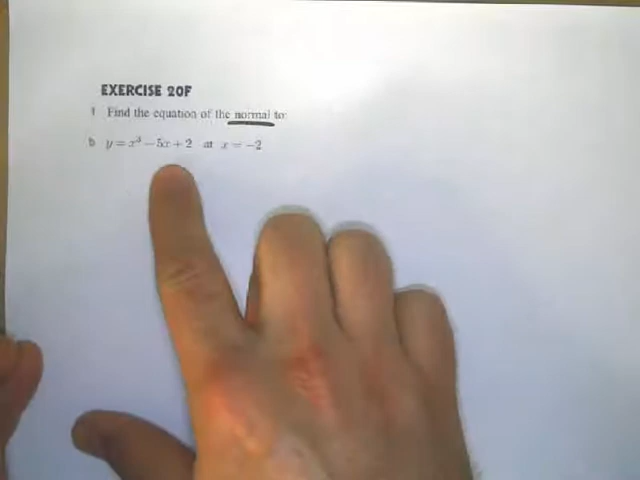 EXERCISE 20F
1 Find the equation of the normal to:
b y = x³ − 5x + 2 at x = −2